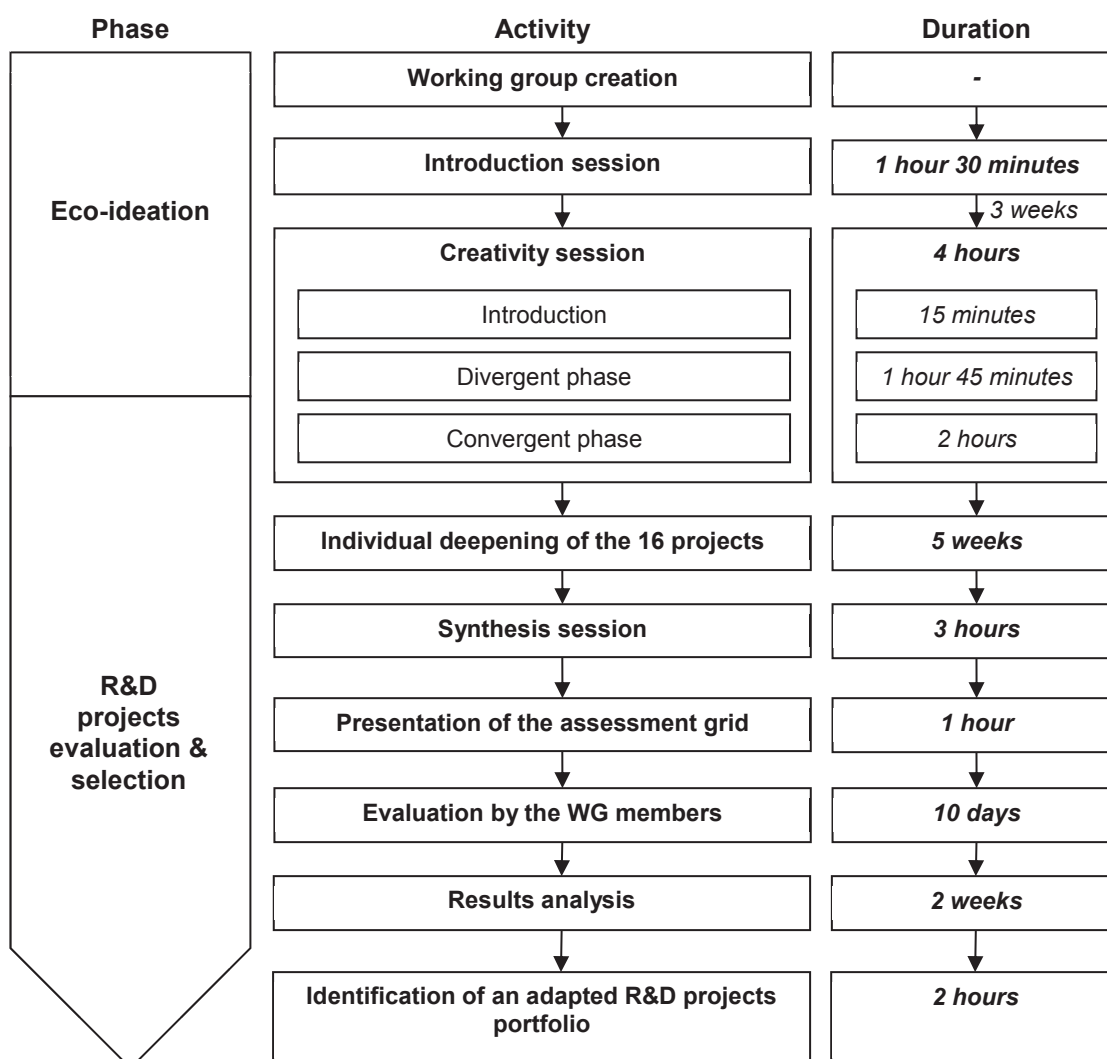 Phase Activity Duration
Working group creation -
Introduction session 1 hour 30 minutes
Eco-ideation 3 weeks
Creativity session 4 hours
Introduction 15 minutes
Divergent phase 1 hour 45 minutes
Convergent phase 2 hours
Individual deepening of the 16 projects 5 weeks
Synthesis session 3 hours
R&D
projects
evaluation &
selection
Presentation of the assessment grid 1 hour
Evaluation by the WG members 10 days
Results analysis 2 weeks
Identification of an adapted R&D projects 2 hours
portfolio